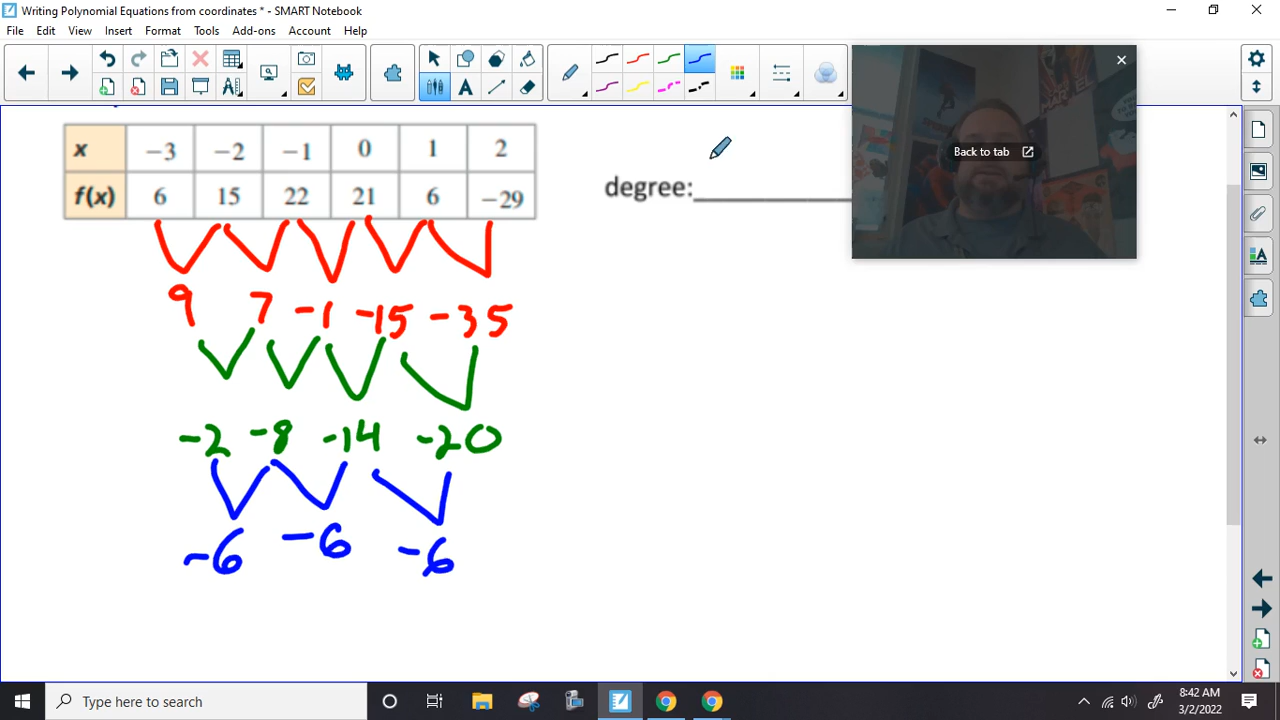 Writing Polynomial Equations from coordinates * - SMART Notebook
File Edit View Insert Format Tools Add-ons Account Help
Back to tab
x −3 −2 −1 0 1 2
f(x) 6 15 22 21 6 −29
degree:____________
9 7 -1 -15 -35
-2 -8 -14 -20
-6 -6 -6
Type here to search
8:42 AM
3/2/2022